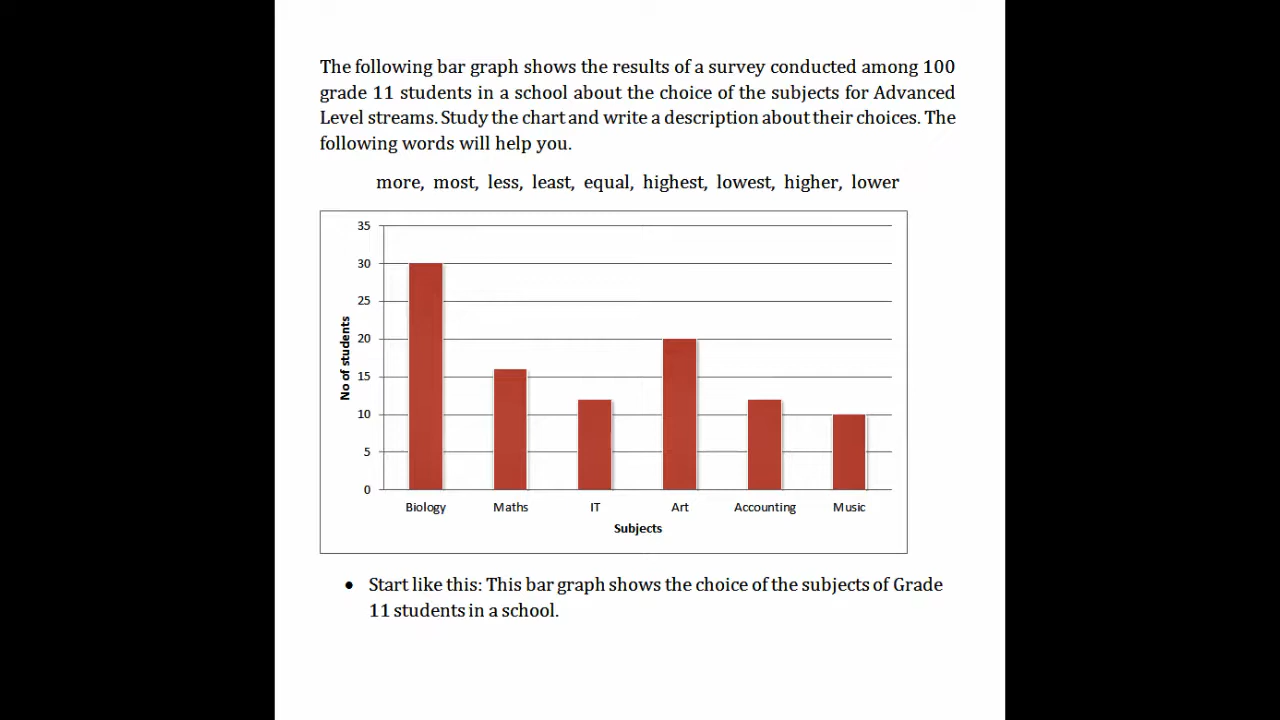 The following bar graph shows the results of a survey conducted among 100
grade 11 students in a school about the choice of the subjects for Advanced
Level streams. Study the chart and write a description about their choices. The
following words will help you.
more, most, less, least, equal, highest, lowest, higher, lower
35
30
25
20
15
10
5
0
No of students
Biology Maths IT Art Accounting Music
Subjects
• Start like this: This bar graph shows the choice of the subjects of Grade
11 students in a school.